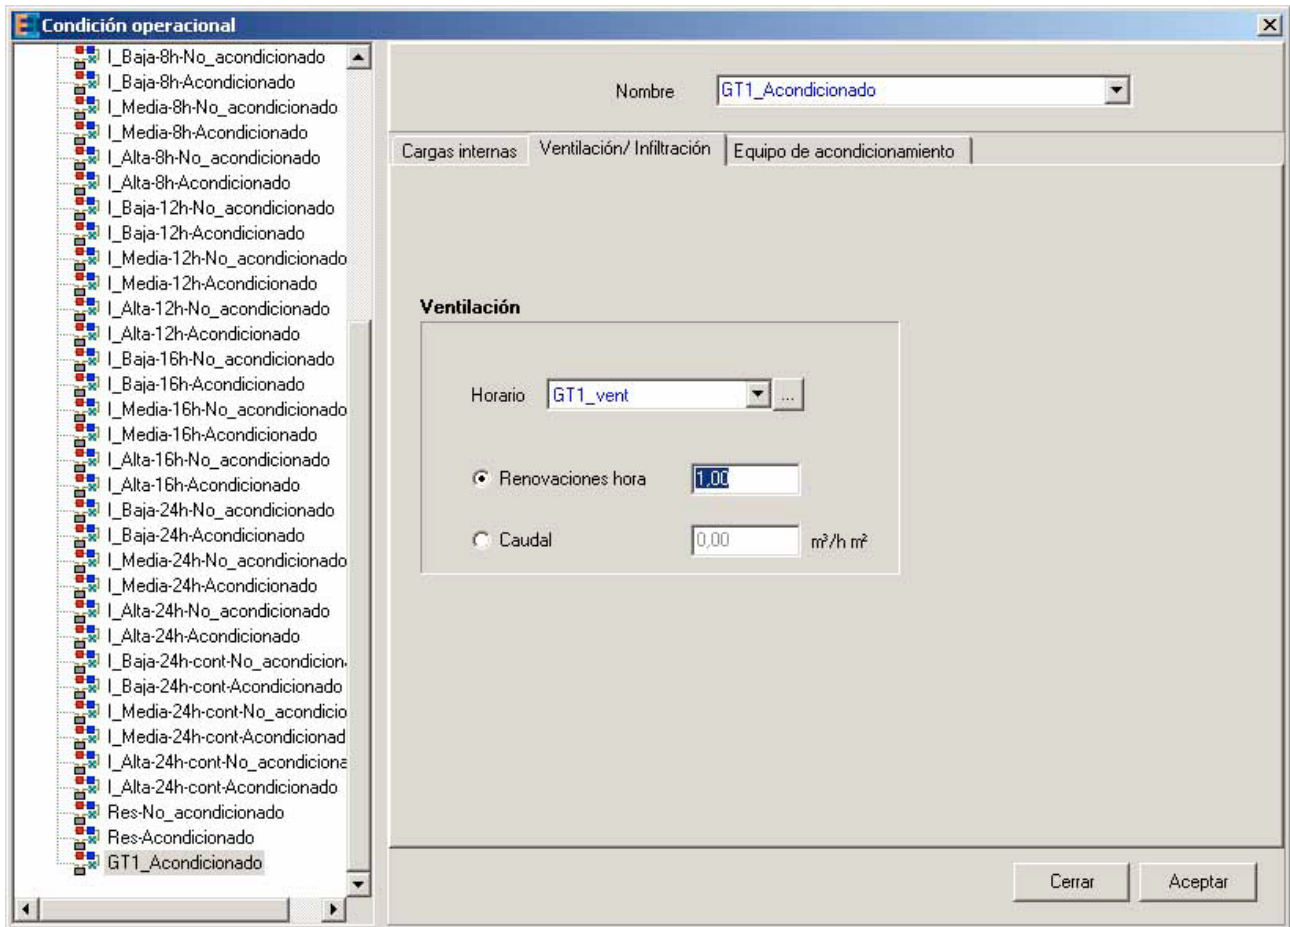 Condición operacional
I_Baja-8h-No_acondicionado
I_Baja-8h-Acondicionado
I_Media-8h-No_acondicionado
I_Media-8h-Acondicionado
I_Alta-8h-No_acondicionado
I_Alta-8h-Acondicionado
I_Baja-12h-No_acondicionado
I_Baja-12h-Acondicionado
I_Media-12h-No_acondicionado
I_Media-12h-Acondicionado
I_Alta-12h-No_acondicionado
I_Alta-12h-Acondicionado
I_Baja-16h-No_acondicionado
I_Baja-16h-Acondicionado
I_Media-16h-No_acondicionado
I_Media-16h-Acondicionado
I_Alta-16h-No_acondicionado
I_Alta-16h-Acondicionado
I_Baja-24h-No_acondicionado
I_Baja-24h-Acondicionado
I_Media-24h-No_acondicionado
I_Media-24h-Acondicionado
I_Alta-24h-No_acondicionado
I_Alta-24h-Acondicionado
I_Baja-24h-cont-No_acondicion
I_Baja-24h-cont-Acondicionado
I_Media-24h-cont-No_acondicio
I_Media-24h-cont-Acondicionad
I_Alta-24h-cont-No_acondiciona
I_Alta-24h-cont-Acondicionado
Res-No_acondicionado
Res-Acondicionado
GT1_Acondicionado
Nombre GT1_Acondicionado
Cargas internas Ventilación/ Infiltración Equipo de acondicionamiento
Ventilación
Horario GT1_vent ...
Renovaciones hora 1,00
Caudal 0,00 m³/h m²
Cerrar Aceptar